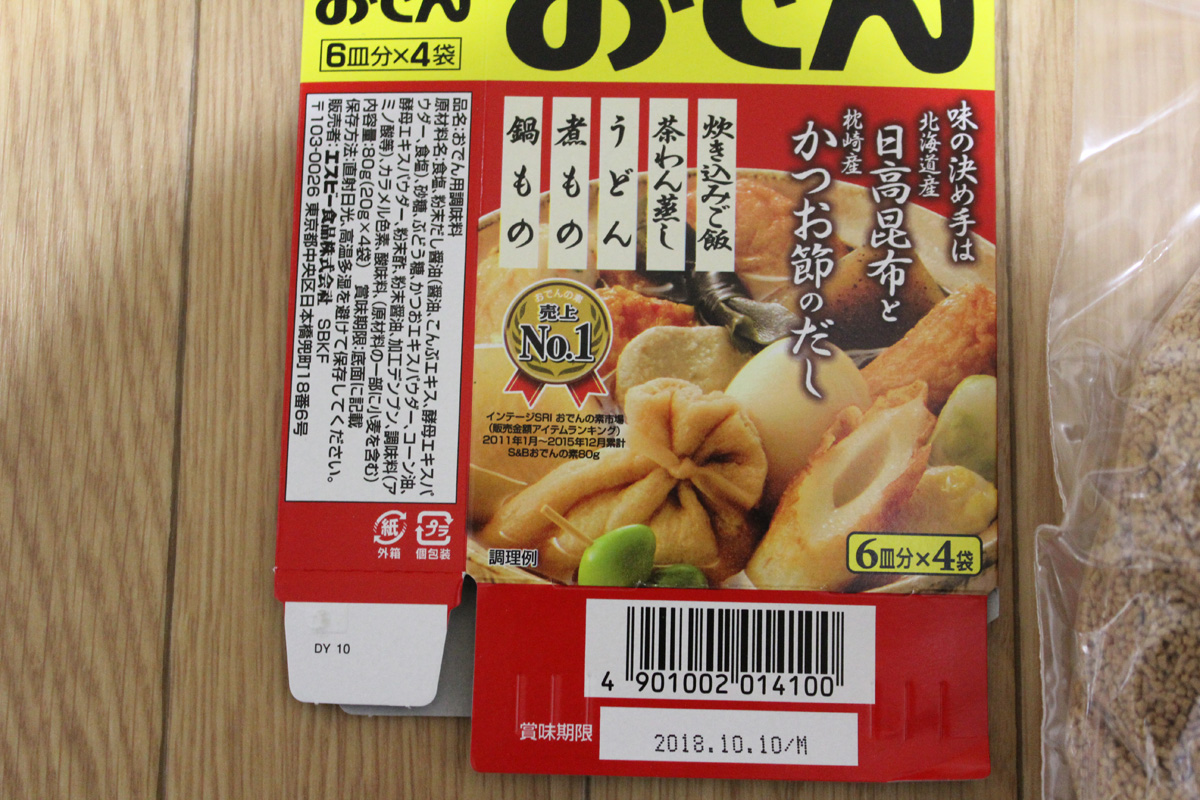 おでん
6皿分×4袋
おでん
味の決め手は
北海道産
日高昆布と
枕崎産
かつお節のだし
炊き込みご飯
茶わん蒸し
うどん
煮もの
鍋もの
おでんの素
売上
No.1
インテージSRI おでんの素市場
(販売金額アイテムランキング)
2011年1月~2015年12月累計
S&Bおでんの素80g
調理例
6皿分×4袋
品名:おでん用調味料
原材料名:食塩、粉末だし醤油(醤油、こんぶエキス、酵母エキスパ
ウダー、食塩)、砂糖、ぶどう糖、かつおエキスパウダー、コーン油、
酵母エキスパウダー、粉末酢、粉末醤油、加工デンプン、調味料(ア
ミノ酸等)、カラメル色素、酸味料、(原材料の一部に小麦を含む)
内容量:80g(20g×4袋) 賞味期限:底面に記載
保存方法:直射日光、高温多湿を避けて保存してください。
販売者:エスビー食品株式会社 SBKF
〒103-0026 東京都中央区日本橋兜町18番6号
紙
外箱
プラ
個包装
DY 10
4 901002 014100
賞味期限
2018.10.10/M